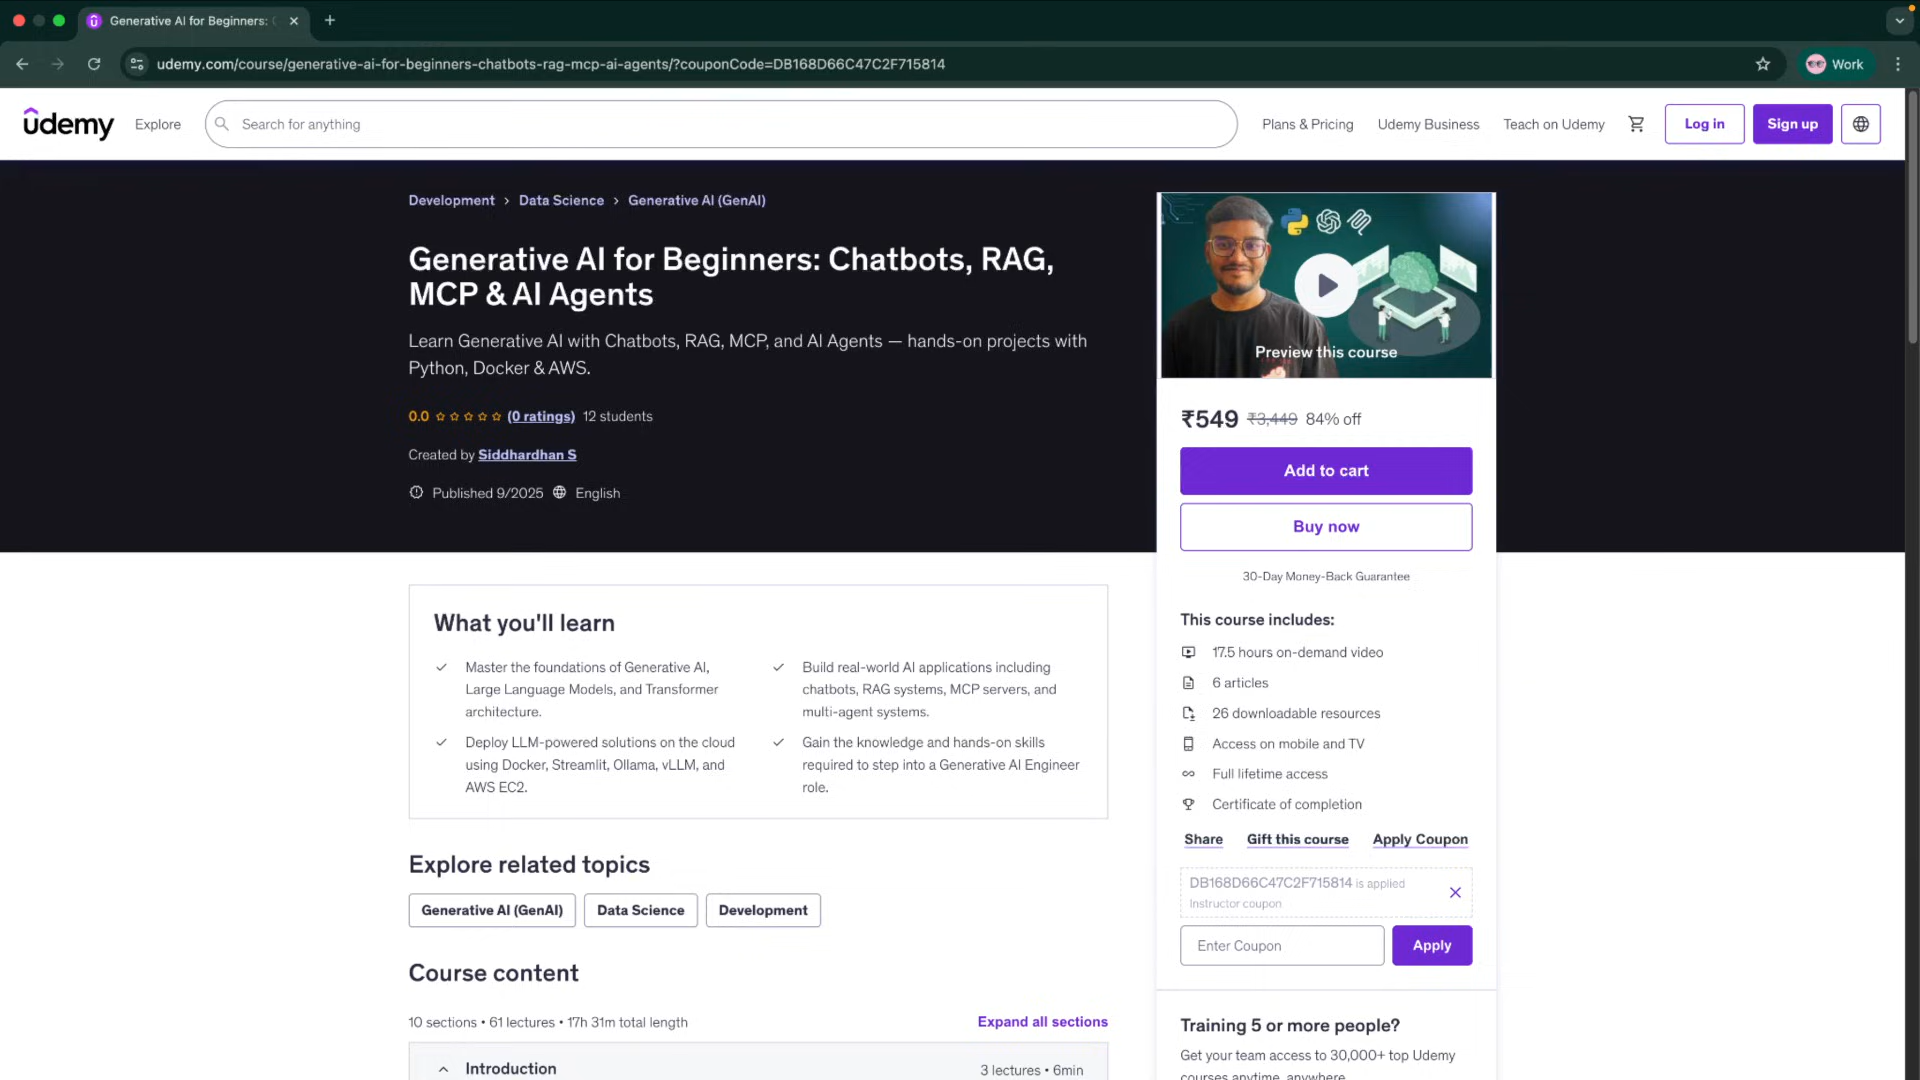 Generative AI for Beginners: C
udemy.com/course/generative-ai-for-beginners-chatbots-rag-mcp-ai-agents/?couponCode=DB168D66C47C2F715814
Work
udemy
Explore
Search for anything
Plans & Pricing
Udemy Business
Teach on Udemy
Log in
Sign up
Development > Data Science > Generative AI (GenAI)
Generative AI for Beginners: Chatbots, RAG,
MCP & AI Agents
Learn Generative AI with Chatbots, RAG, MCP, and AI Agents — hands-on projects with
Python, Docker & AWS.
0.0 (0 ratings) 12 students
Created by Siddhardhan S
Published 9/2025 English
Preview this course
₹549 ₹3,449 84% off
Add to cart
Buy now
30-Day Money-Back Guarantee
This course includes:
17.5 hours on-demand video
6 articles
26 downloadable resources
Access on mobile and TV
Full lifetime access
Certificate of completion
Share
Gift this course
Apply Coupon
DB168D66C47C2F715814 is applied
Instructor coupon
Enter Coupon
Apply
Training 5 or more people?
Get your team access to 30,000+ top Udemy
courses anytime, anywhere.
What you'll learn
Master the foundations of Generative AI,
Large Language Models, and Transformer
architecture.
Build real-world AI applications including
chatbots, RAG systems, MCP servers, and
multi-agent systems.
Deploy LLM-powered solutions on the cloud
using Docker, Streamlit, Ollama, vLLM, and
AWS EC2.
Gain the knowledge and hands-on skills
required to step into a Generative AI Engineer
role.
Explore related topics
Generative AI (GenAI)
Data Science
Development
Course content
10 sections • 61 lectures • 17h 31m total length
Expand all sections
Introduction
3 lectures • 6min